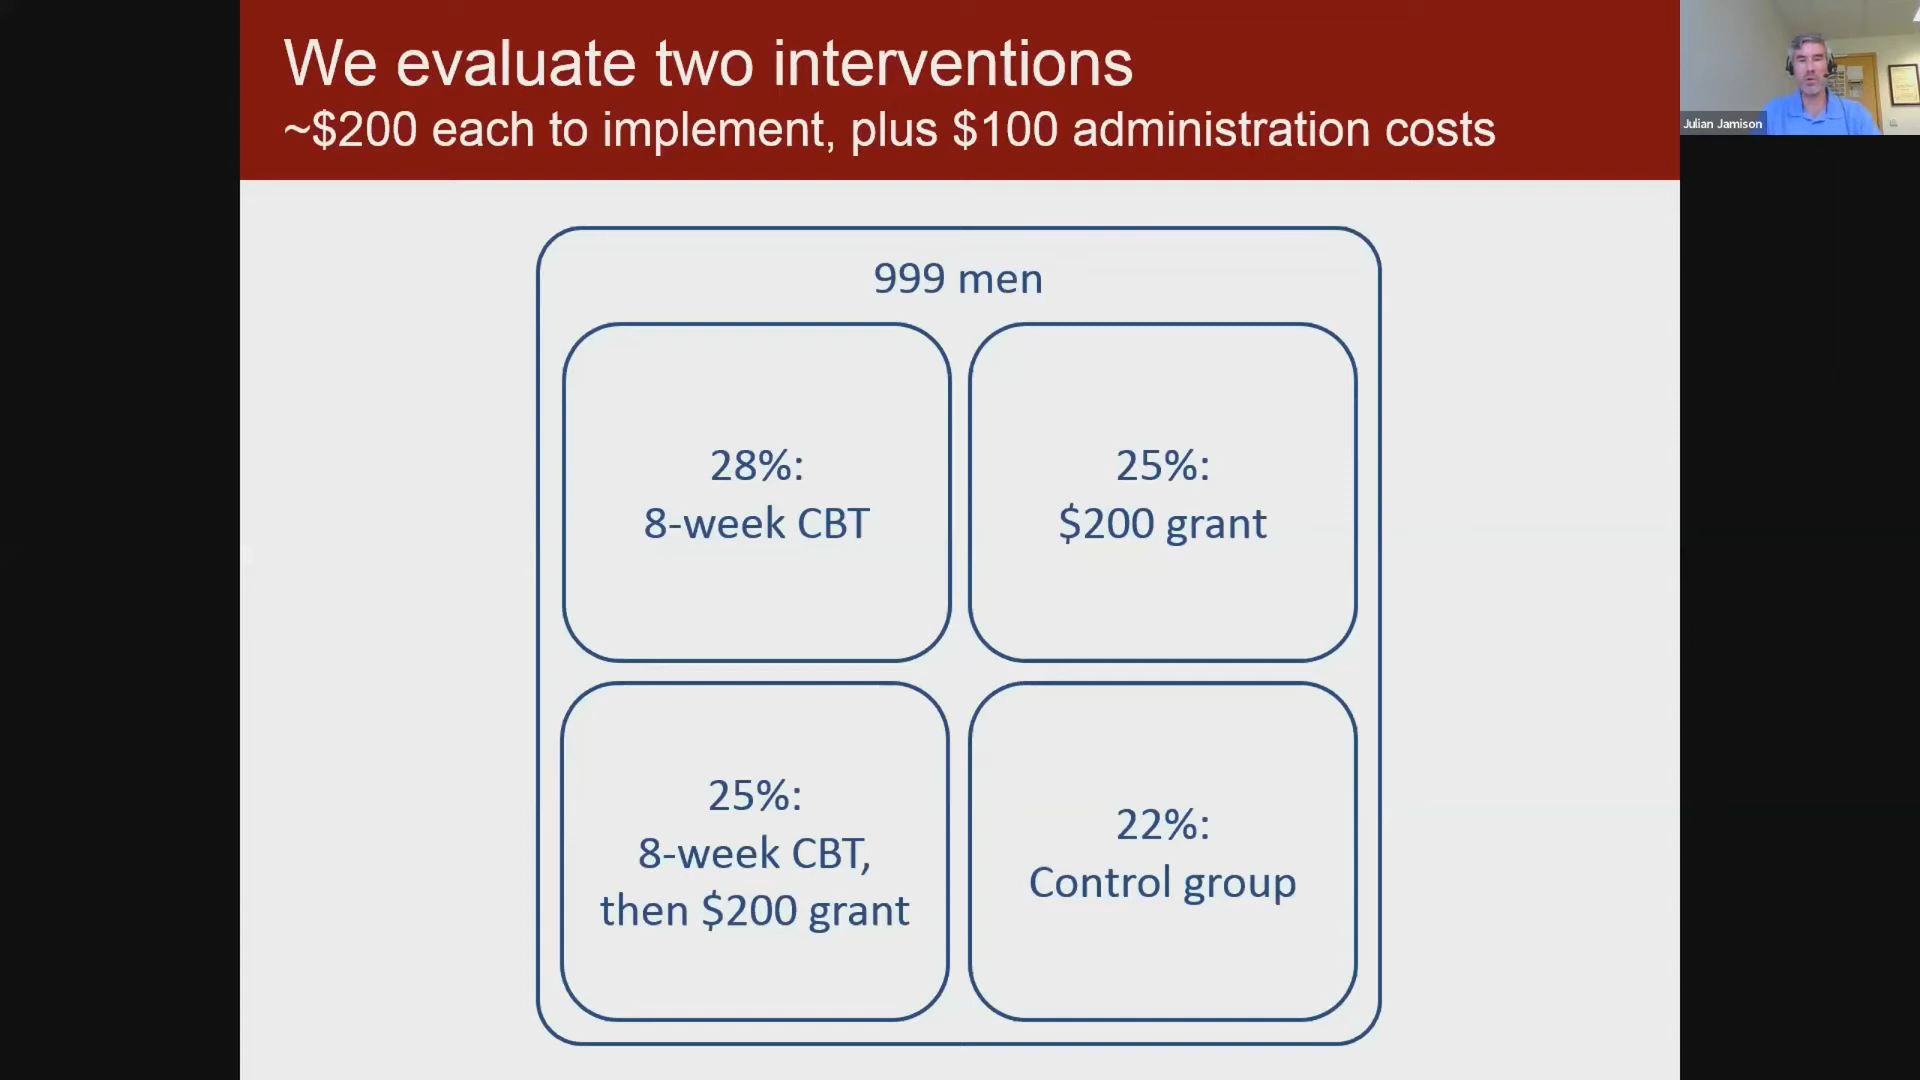 We evaluate two interventions
~$200 each to implement, plus $100 administration costs
Julian Jamison
999 men
28%:
8-week CBT
25%:
$200 grant
25%:
8-week CBT,
then $200 grant
22%:
Control group